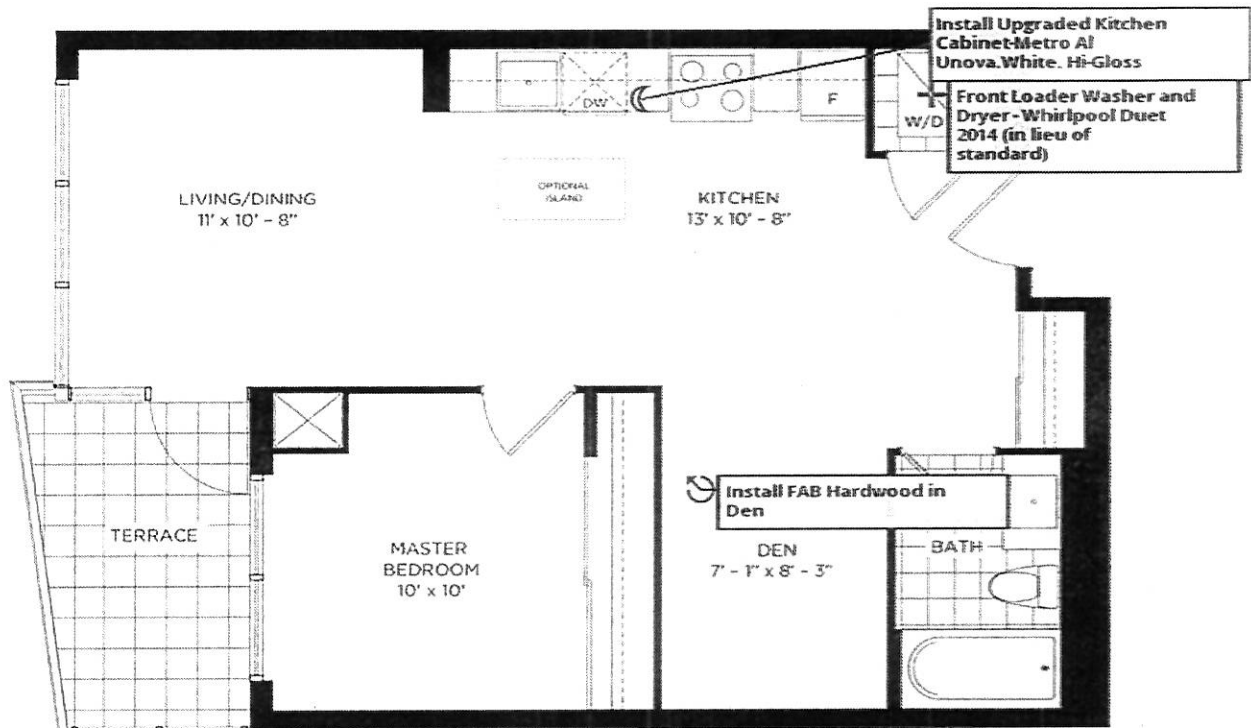 Install Upgraded Kitchen
Cabinet-Metro Al
Unova.White. Hi-Gloss
Front Loader Washer and
Dryer-Whirlpool Duet
2014 (in lieu of
standard)
DW
F
W/D
LIVING/DINING
11' x 10' - 8"
OPTIONAL
ISLAND
KITCHEN
13' x 10' - 8"
Install FAB Hardwood in
Den
TERRACE
MASTER
BEDROOM
10' x 10'
DEN
7' - 1" x 8' - 3"
BATH